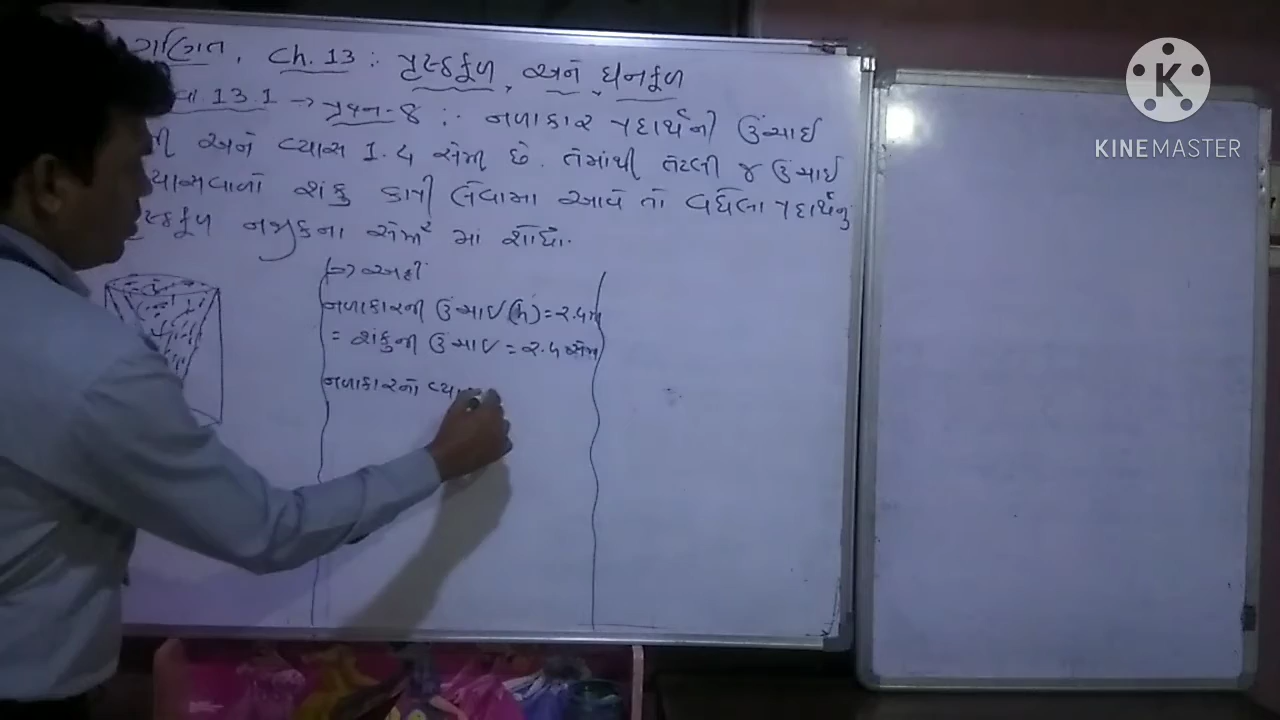 ગણિત, Ch. 13 : પૃષ્ઠફળ, અને ઘનફળ
13.1 → પ્રશ્ન-8 :- નળાકાર પદાર્થની ઉંચાઈ
અને વ્યાસ 1.4 સેમી છે. તેમાંથી તેટલી જ ઉંચાઈ
શંકુ કાપી લેવામા આવે તો વધેલા પદાર્થનુ
નજીકના સેમી² માં શોધો.
⇒ અહીં
નળાકારની ઉંચાઈ (h) = 2.4
= શંકુની ઉંચાઈ = 2.4 સેમી
નળાકારનો
KINEMASTER